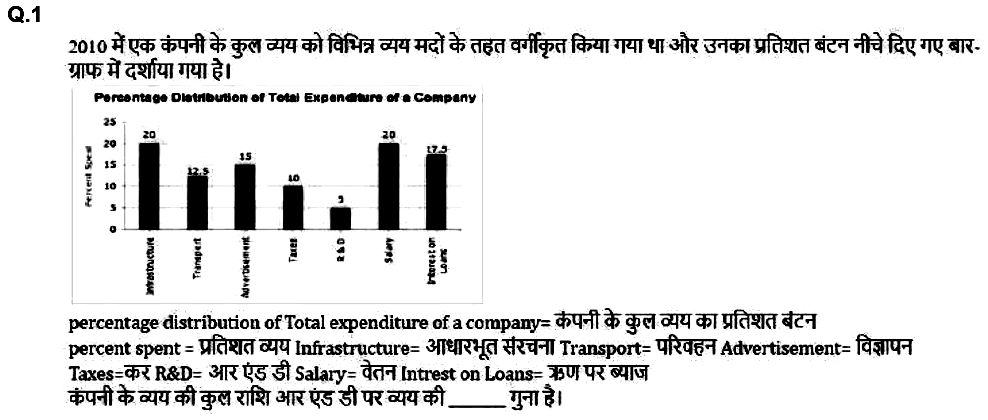 Q.1
2010 में एक कंपनी के कुल व्यय को विभिन्न व्यय मदों के तहत वर्गीकृत किया गया था और उनका प्रतिशत बंटन नीचे दिए गए बार-
ग्राफ में दर्शाया गया है।
Percentage Distribution of Total Expenditure of a Company
Percent Spent
25
20
15
10
5
0
20
12.5
15
10
5
20
17.5
Infrastructure
Transport
Advertisement
Taxes
R & D
Salary
Interest on
Loans
percentage distribution of Total expenditure of a company= कंपनी के कुल व्यय का प्रतिशत बंटन
percent spent = प्रतिशत व्यय Infrastructure= आधारभूत संरचना Transport= परिवहन Advertisement= विज्ञापन
Taxes=कर R&D= आर एंड डी Salary= वेतन Intrest on Loans= ऋण पर ब्याज
कंपनी के व्यय की कुल राशि आर एंड डी पर व्यय की ______ गुना है।